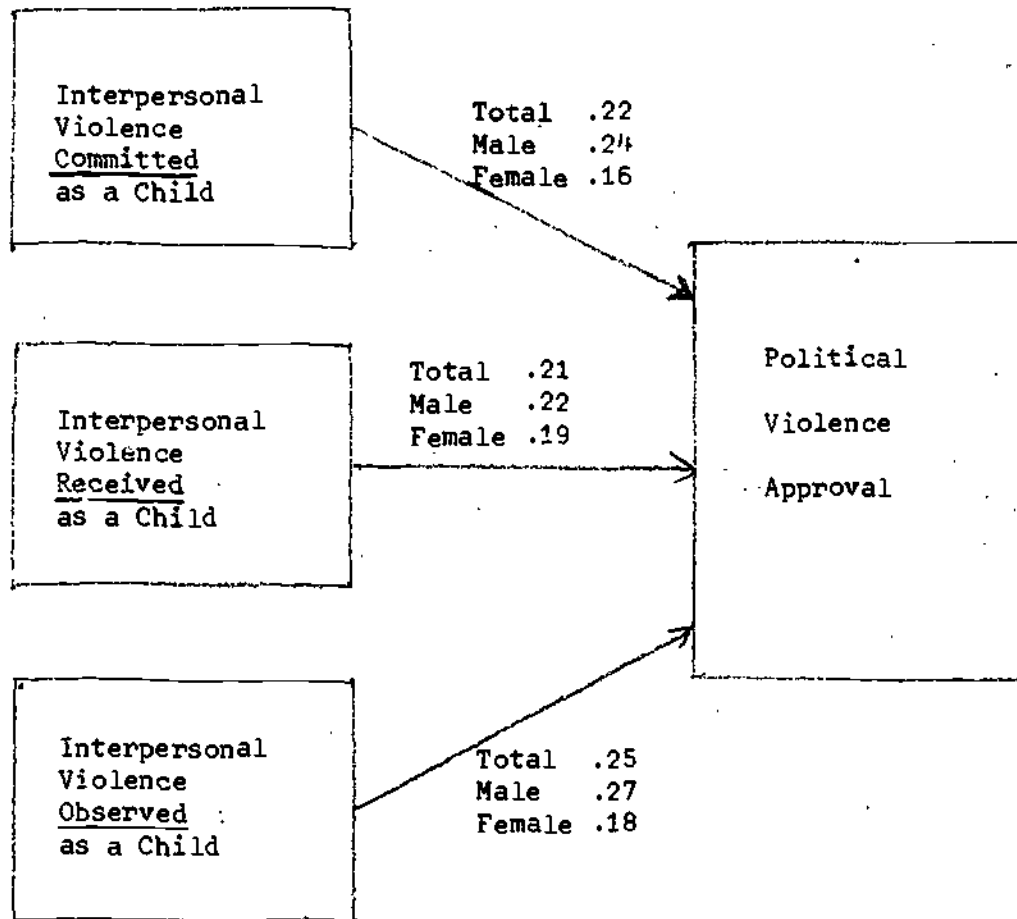 Interpersonal
Violence
Committed
as a Child
Total .22
Male .24
Female .16
Interpersonal
Violence
Received
as a Child
Total .21
Male .22
Female .19
Political
Violence
Approval
Interpersonal
Violence
Observed
as a Child
Total .25
Male .27
Female .18